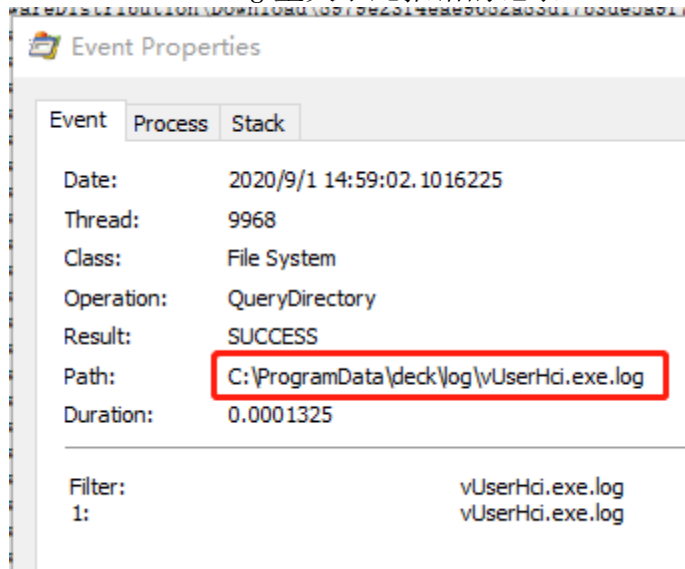 Event Properties
Event Process Stack
Date: 2020/9/1 14:59:02.1016225
Thread: 9968
Class: File System
Operation: QueryDirectory
Result: SUCCESS
Path: C:\ProgramData\deck\log\vUserHci.exe.log
Duration: 0.0001325
Filter: vUserHci.exe.log
1: vUserHci.exe.log